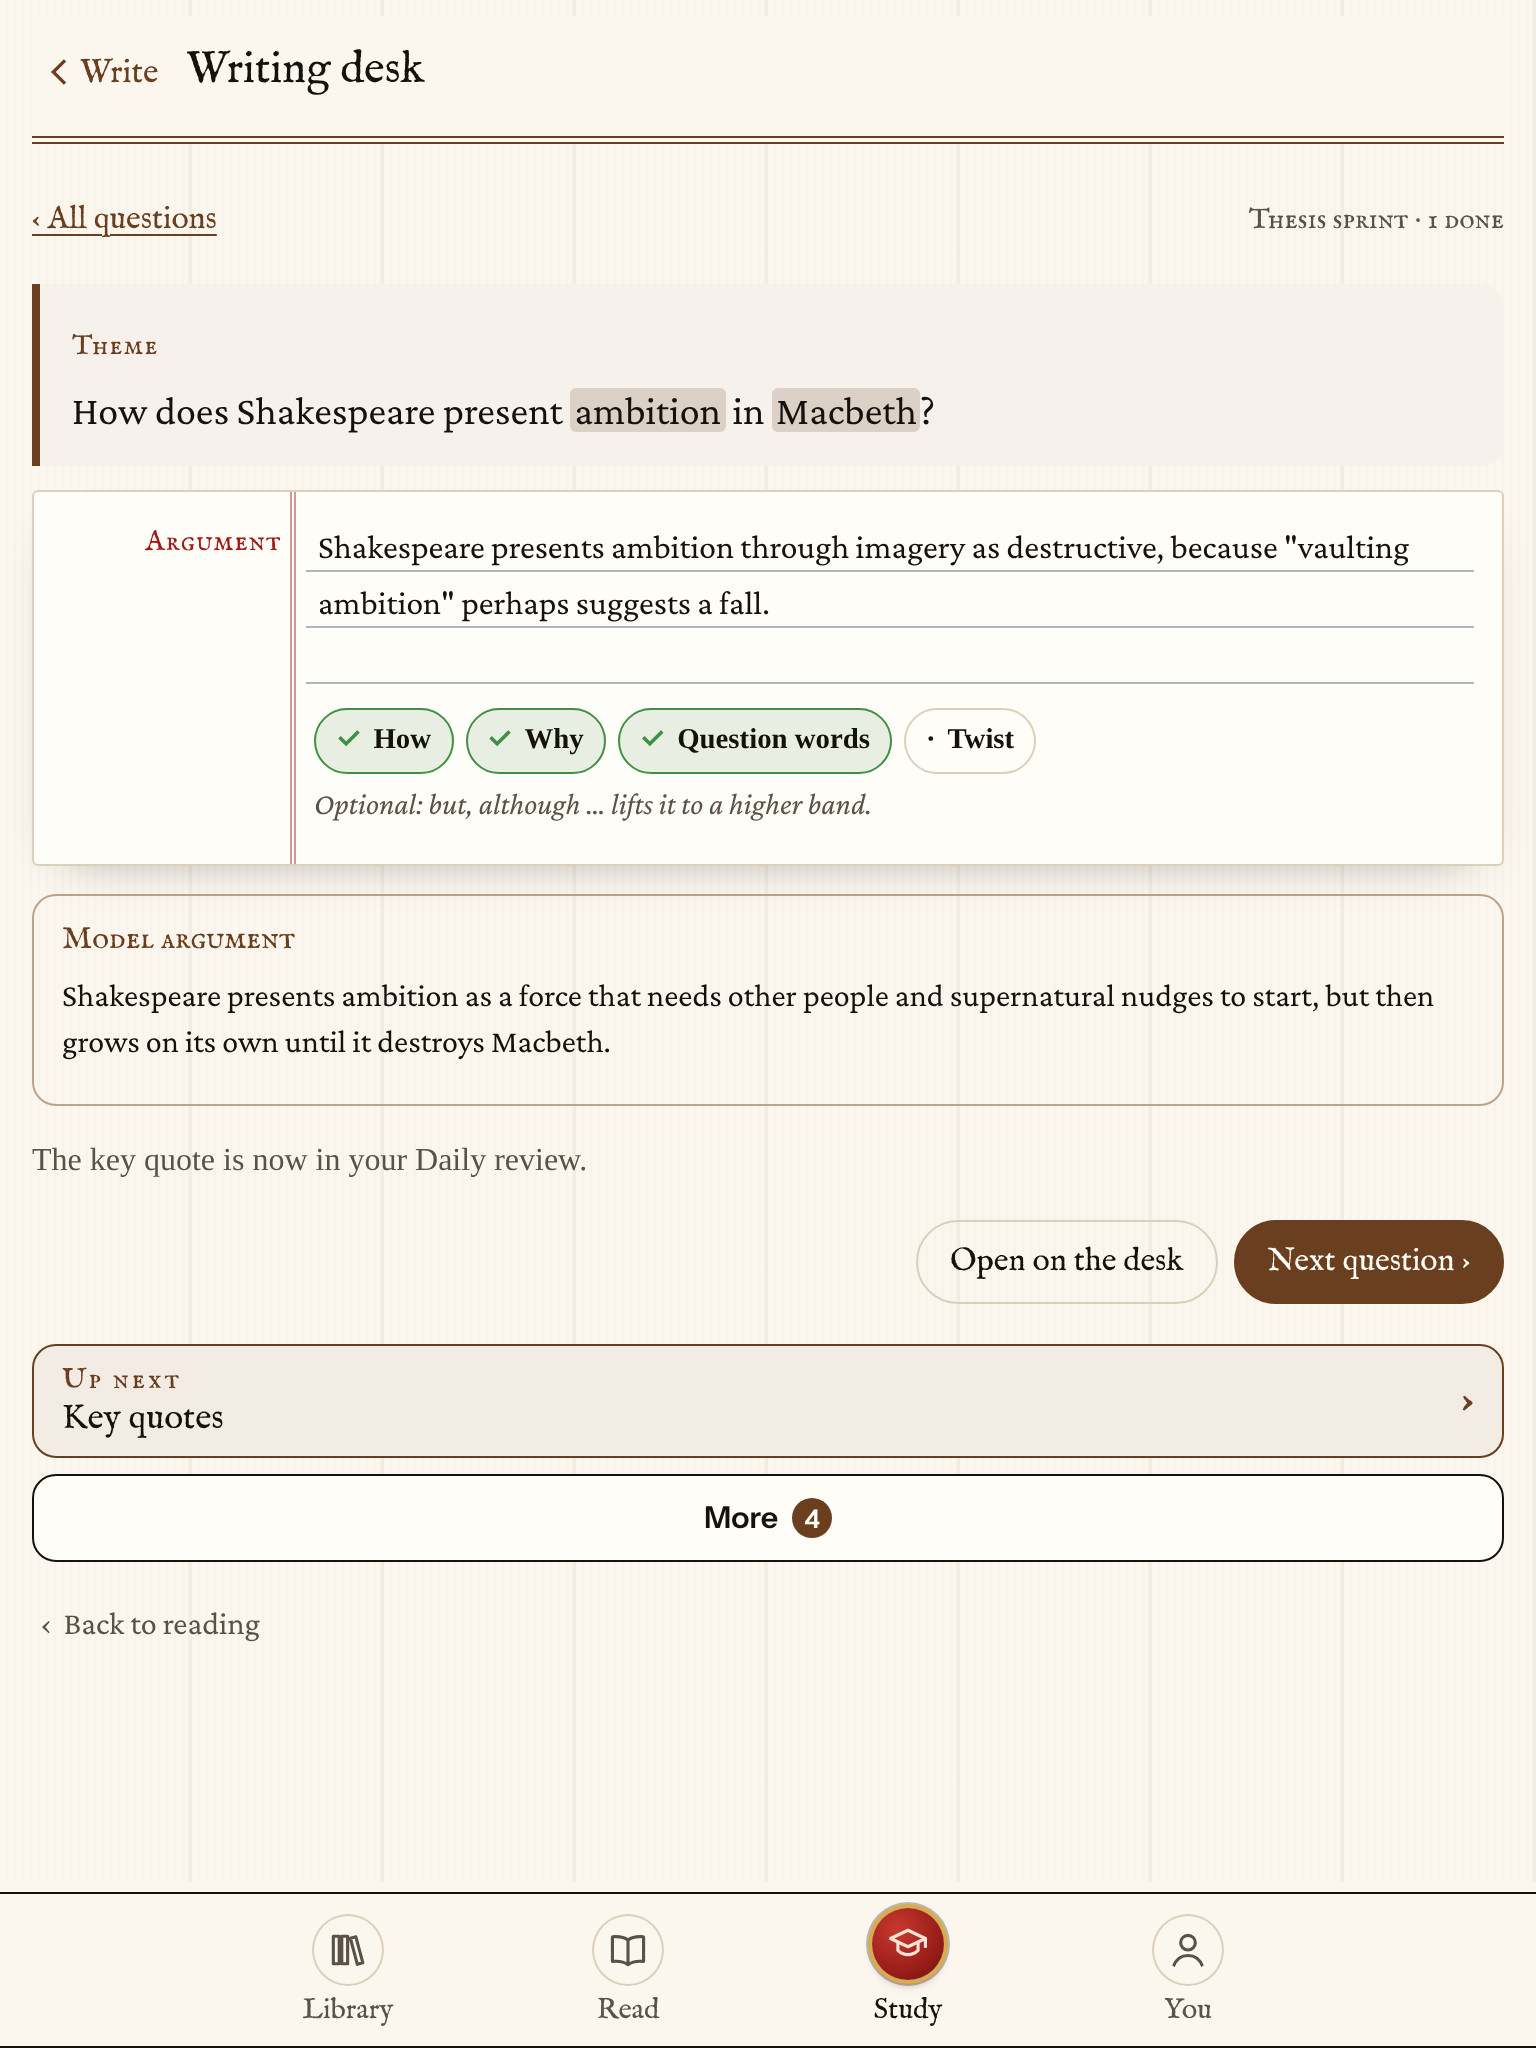 Write Writing desk
‹ All questions
Thesis sprint · 1 done
Theme
How does Shakespeare present ambition in Macbeth?
Argument
Shakespeare presents ambition through imagery as destructive, because "vaulting
ambition" perhaps suggests a fall.
How Why Question words · Twist
Optional: but, although ... lifts it to a higher band.
Model argument
Shakespeare presents ambition as a force that needs other people and supernatural nudges to start, but then
grows on its own until it destroys Macbeth.
The key quote is now in your Daily review.
Open on the desk Next question ›
Up next
Key quotes ›
More 4
‹ Back to reading
Library Read Study You